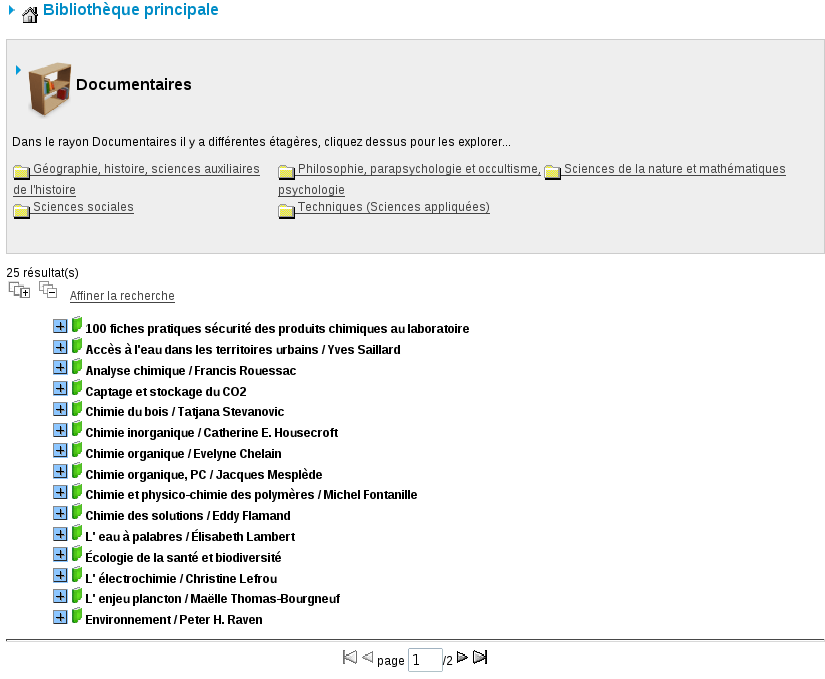 Bibliothèque principale
Documentaires
Dans le rayon Documentaires il y a différentes étagères, cliquez dessus pour les explorer...
Géographie, histoire, sciences auxiliaires de l'histoire
Philosophie, parapsychologie et occultisme, psychologie
Sciences de la nature et mathématiques
Sciences sociales
Techniques (Sciences appliquées)
25 résultat(s)
Affiner la recherche
100 fiches pratiques sécurité des produits chimiques au laboratoire
Accès à l'eau dans les territoires urbains / Yves Saillard
Analyse chimique / Francis Rouessac
Captage et stockage du CO2
Chimie du bois / Tatjana Stevanovic
Chimie inorganique / Catherine E. Housecroft
Chimie organique / Evelyne Chelain
Chimie organique, PC / Jacques Mesplède
Chimie et physico-chimie des polymères / Michel Fontanille
Chimie des solutions / Eddy Flamand
L' eau à palabres / Élisabeth Lambert
Écologie de la santé et biodiversité
L' électrochimie / Christine Lefrou
L' enjeu plancton / Maëlle Thomas-Bourgneuf
Environnement / Peter H. Raven
page 1 /2